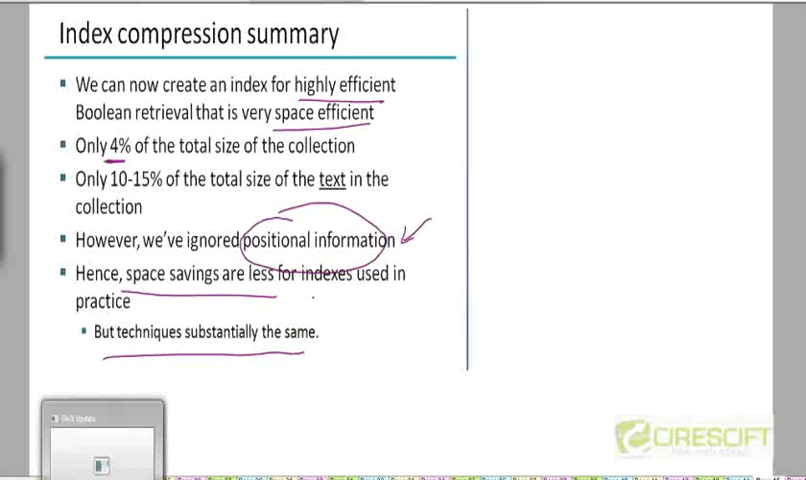 Index compression summary
We can now create an index for highly efficient
Boolean retrieval that is very space efficient
Only 4% of the total size of the collection
Only 10-15% of the total size of the text in the
collection
However, we've ignored positional information
Hence, space savings are less for indexes used in
practice
But techniques substantially the same.
DivX Update
CIRESCIFT